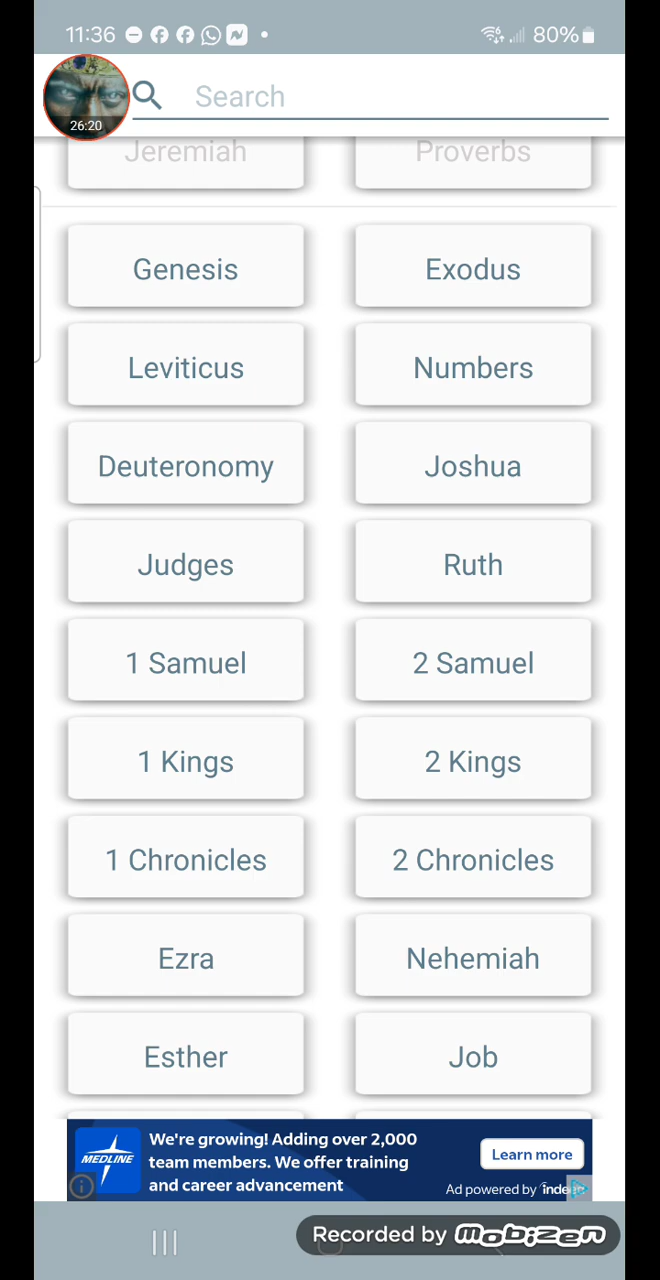 11:36
80%
26:20
Search
Jeremiah
Proverbs
Genesis
Exodus
Leviticus
Numbers
Deuteronomy
Joshua
Judges
Ruth
1 Samuel
2 Samuel
1 Kings
2 Kings
1 Chronicles
2 Chronicles
Ezra
Nehemiah
Esther
Job
We're growing! Adding over 2,000
team members. We offer training
and career advancement
MEDLINE
Learn more
Ad powered by
Recorded by mobizen